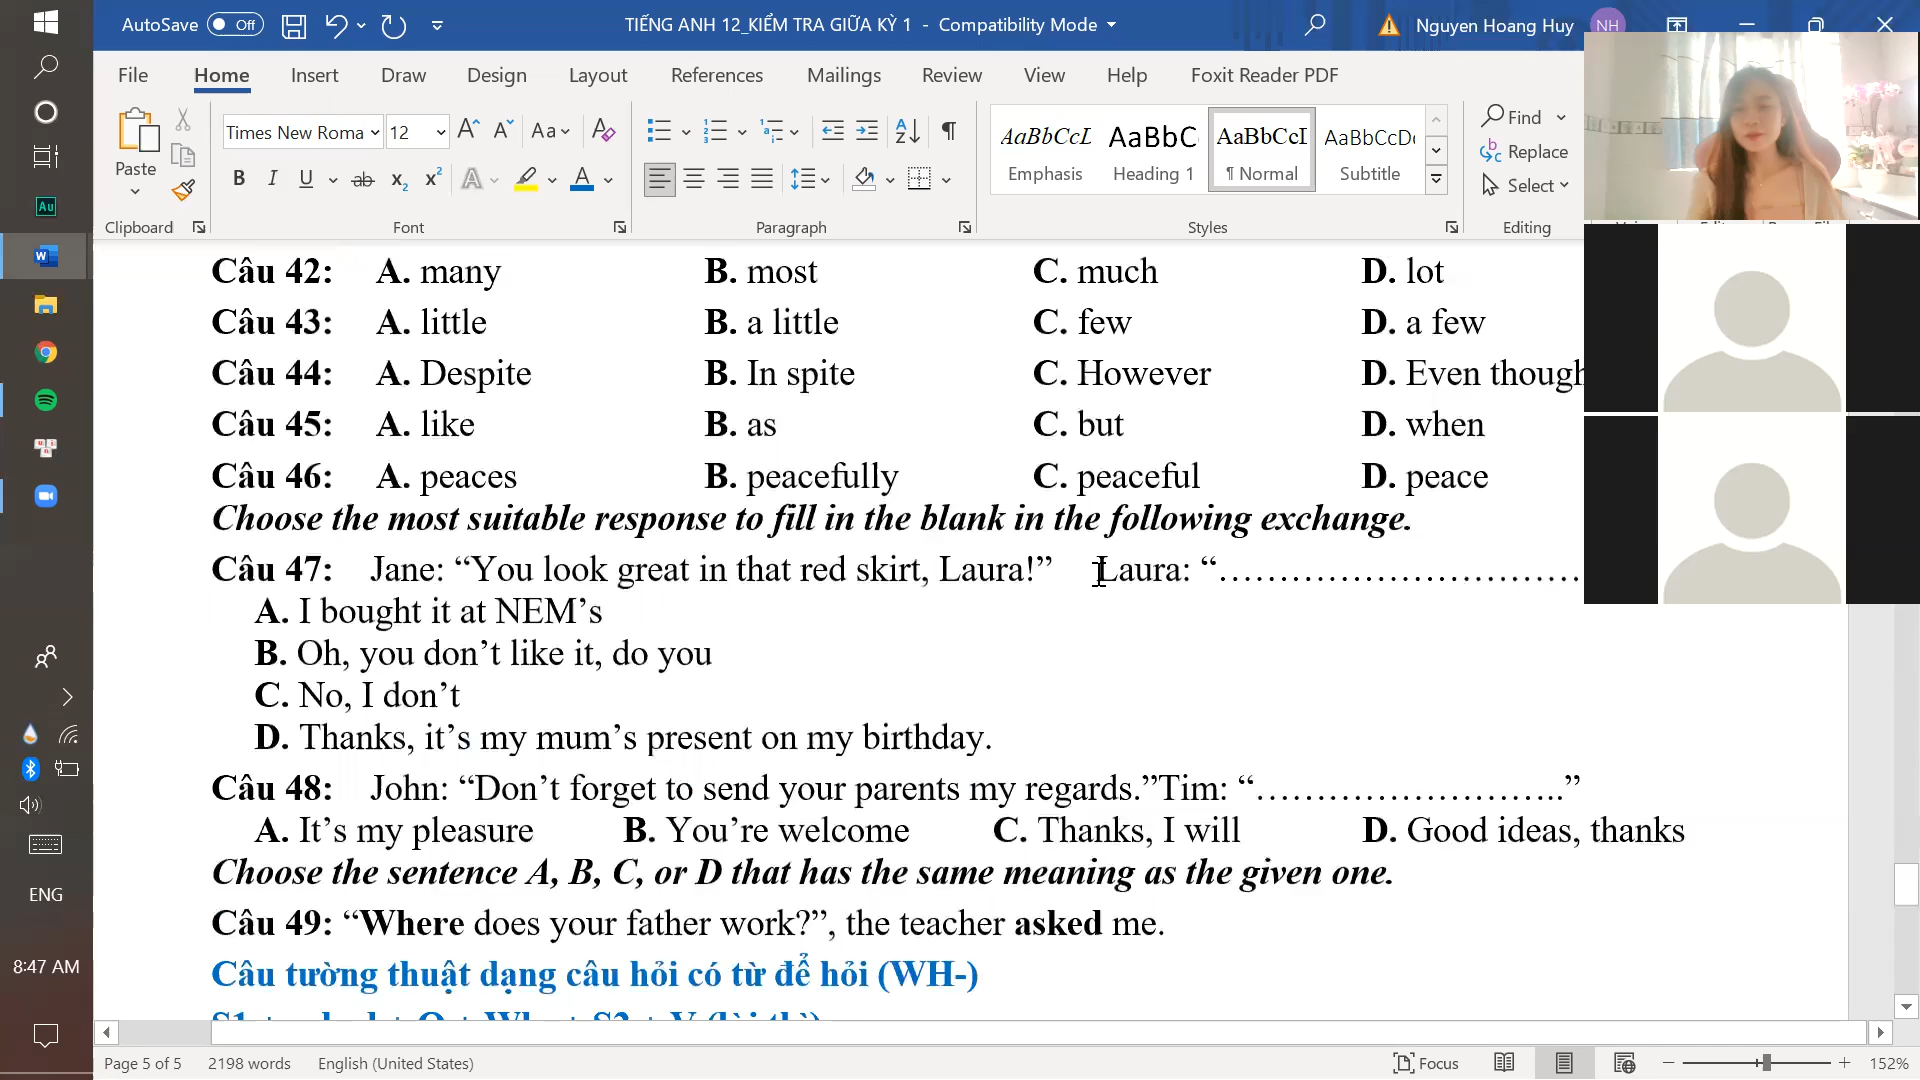 AutoSave Off TIẾNG ANH 12_KIỂM TRA GIỮA KỲ 1 - Compatibility Mode Nguyen Hoang Huy NH
File Home Insert Draw Design Layout References Mailings Review View Help Foxit Reader PDF
Times New Roma 12 Aa AaBbCcL AaBbC AaBbCcI AaBbCcD Find
Paste Emphasis Heading 1 ¶ Normal Subtitle Replace
Select
Clipboard Font Paragraph Styles Editing
Câu 42: A. many B. most C. much D. lot
Câu 43: A. little B. a little C. few D. a few
Câu 44: A. Despite B. In spite C. However D. Even though
Câu 45: A. like B. as C. but D. when
Câu 46: A. peaces B. peacefully C. peaceful D. peace
Choose the most suitable response to fill in the blank in the following exchange.
Câu 47: Jane: “You look great in that red skirt, Laura!” Laura: “…………………………
A. I bought it at NEM’s
B. Oh, you don’t like it, do you
C. No, I don’t
D. Thanks, it’s my mum’s present on my birthday.
Câu 48: John: “Don’t forget to send your parents my regards.”Tim: “………………………..”
A. It’s my pleasure B. You’re welcome C. Thanks, I will D. Good ideas, thanks
Choose the sentence A, B, C, or D that has the same meaning as the given one.
Câu 49: “Where does your father work?”, the teacher asked me.
Câu tường thuật dạng câu hỏi có từ để hỏi (WH-)
ENG
8:47 AM
Page 5 of 5 2198 words English (United States) Focus 152%